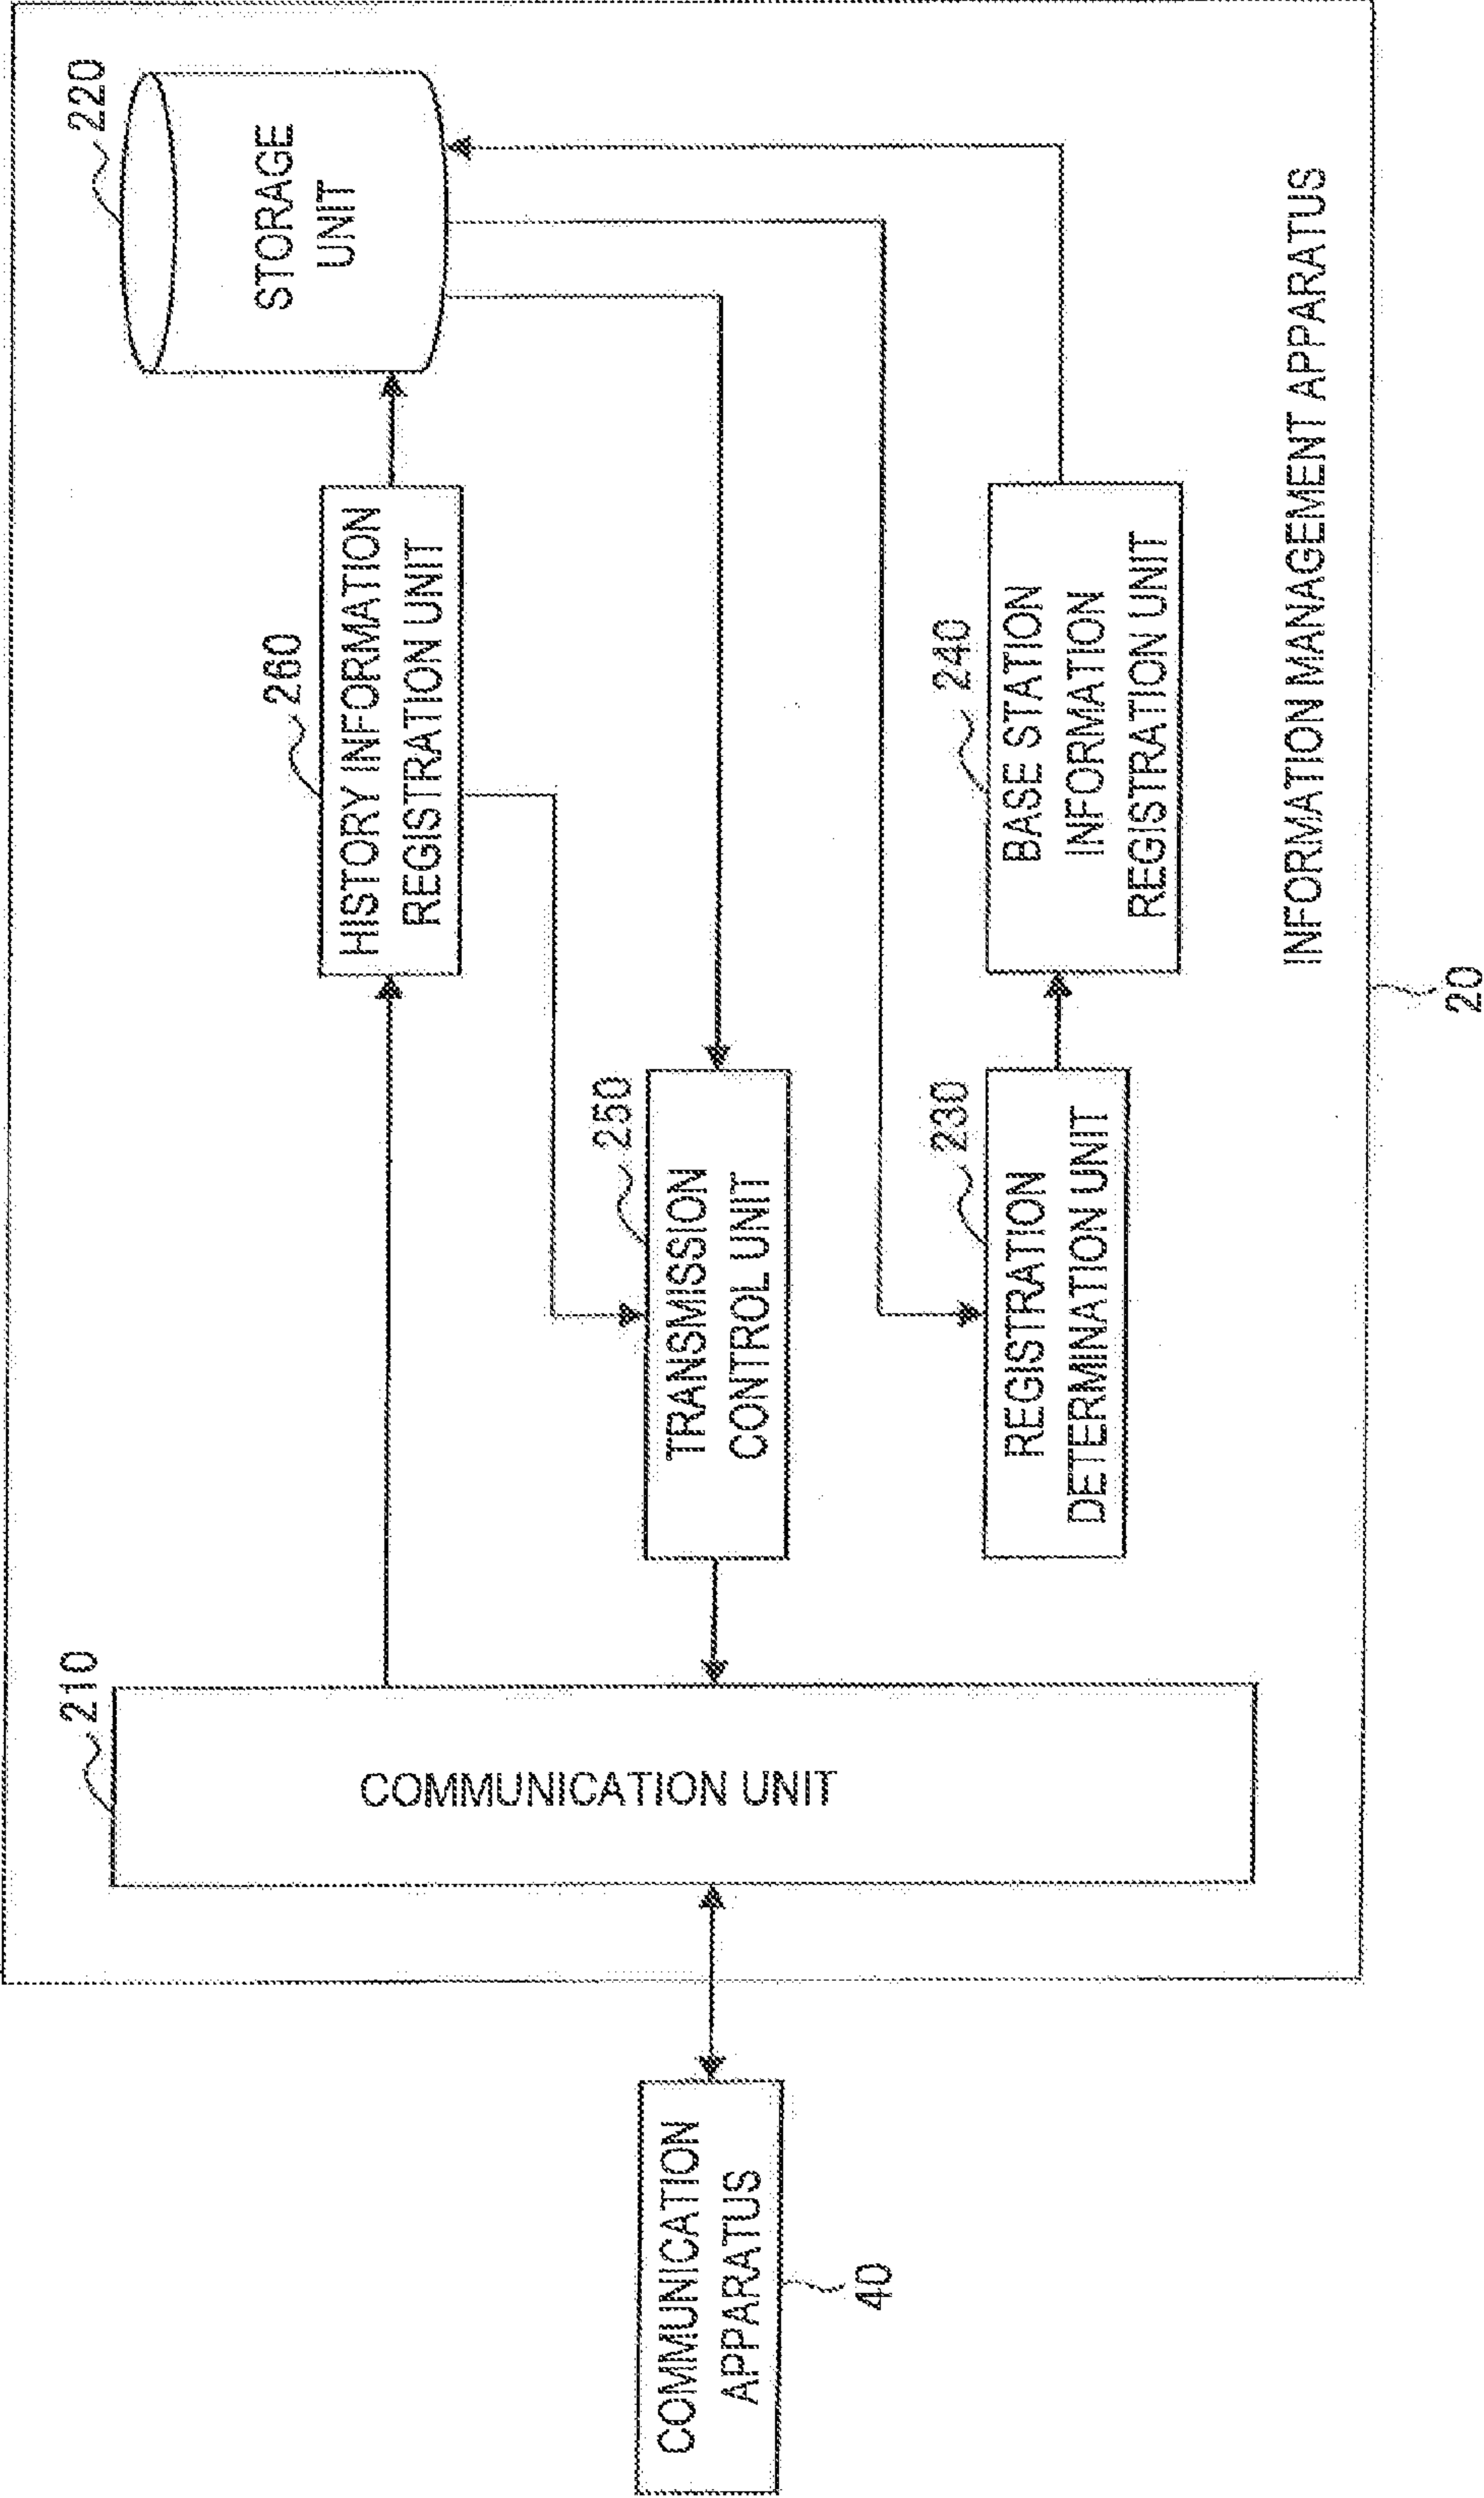 220
STORAGE
UNIT
260
HISTORY INFORMATION
REGISTRATION UNIT
210
COMMUNICATION UNIT
250
TRANSMISSION
CONTROL UNIT
COMMUNICATION
APPARATUS
40
230
REGISTRATION
DETERMINATION UNIT
240
BASE STATION
INFORMATION
REGISTRATION UNIT
INFORMATION MANAGEMENT APPARATUS
20